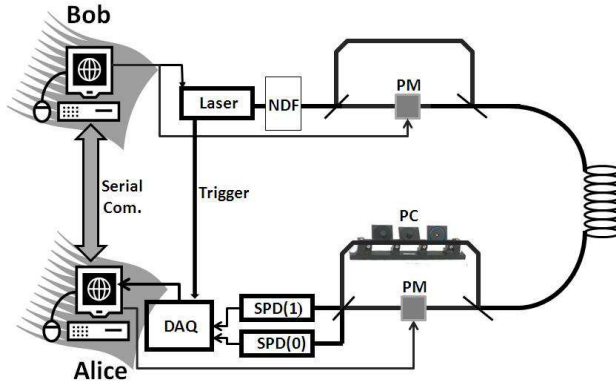 Bob
Laser
NDF
PM
Trigger
Serial
Com.
PC
PM
SPD(1)
DAQ
SPD(0)
Alice